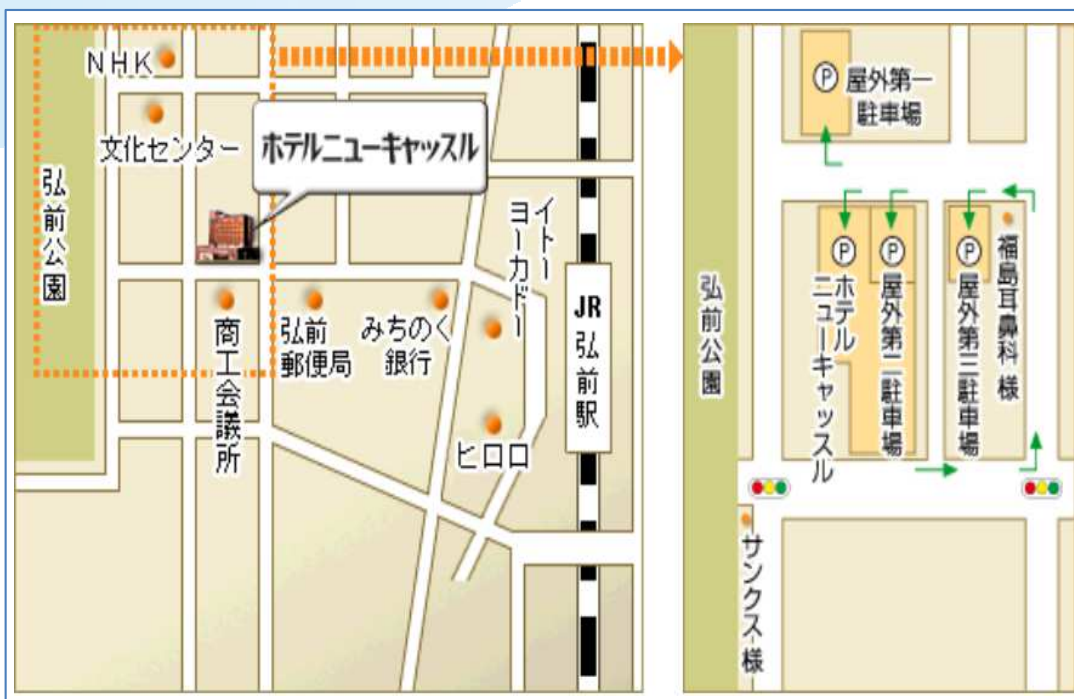 NHK
文化センター
ホテルニューキャッスル
弘前公園
イトー
ヨーカドー
JR
弘前駅
商工会議所
弘前
郵便局
みちのく
銀行
ヒロロ
P 屋外第一
駐車場
P
ホテル
ニューキャッスル
P
屋外第二駐車場
P
屋外第三駐車場
福島耳鼻科 様
弘前公園
サンクス 様